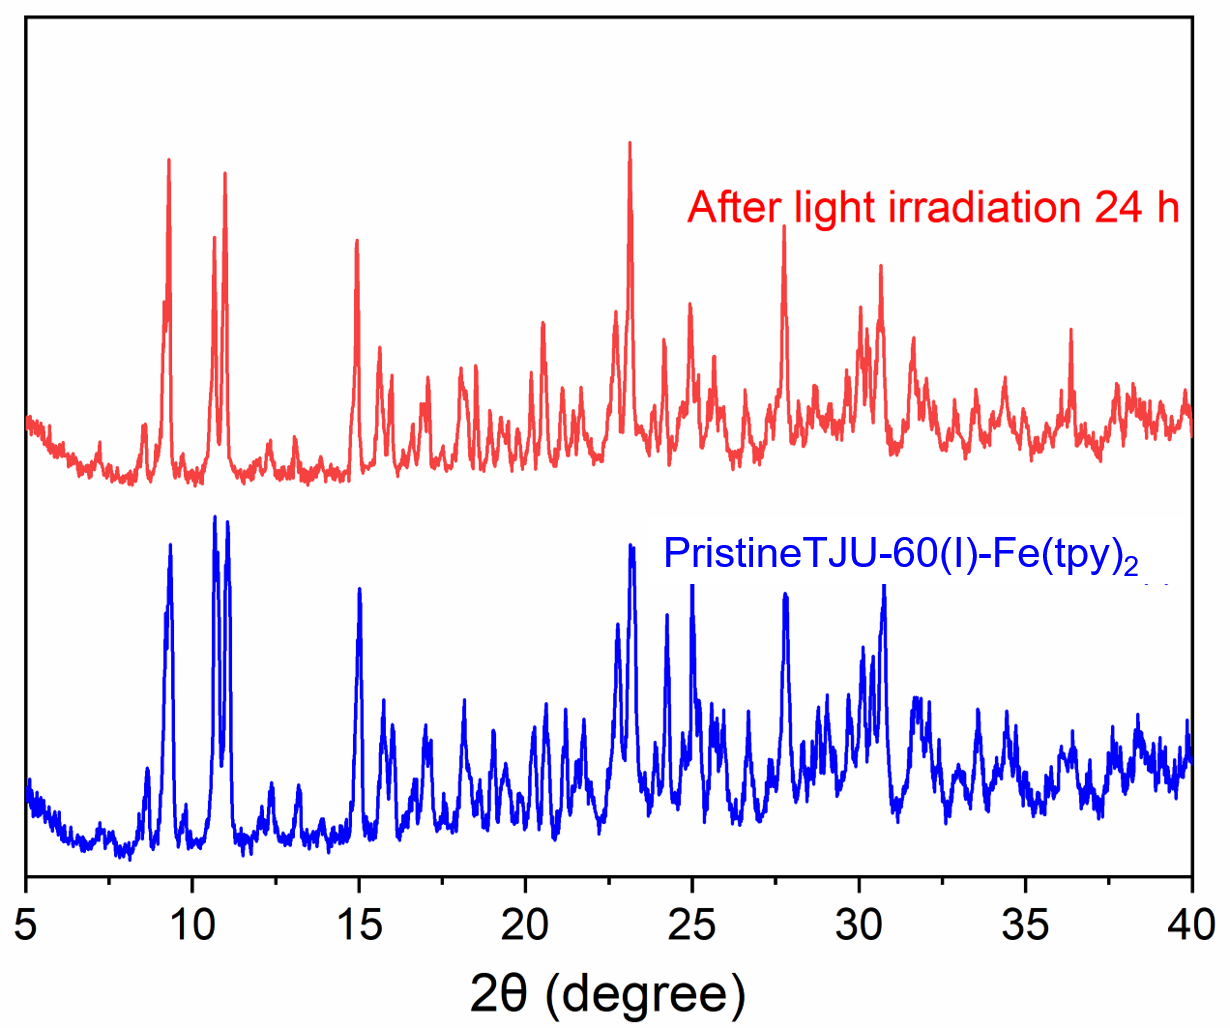 After light irradiation 24 h
PristineTJU-60(I)-Fe(tpy)₂
5 10 15 20 25 30 35 40
2θ (degree)